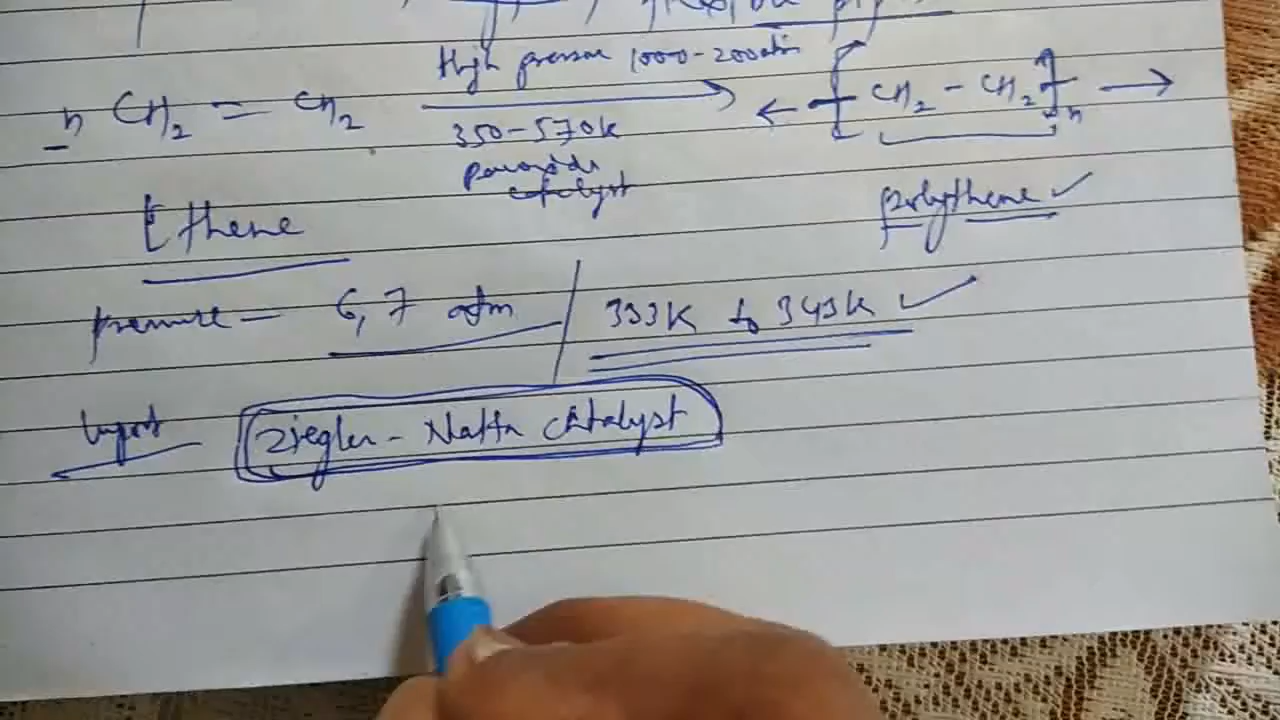 High pressure 1000-200atm
n CH2 = CH2 → ← [ CH2 - CH2 ]n →
350-570k
peroxide
catalyst
Ethene polythene ✓
pressure - 6, 7 atm / 333K to 343K ✓
Ziegler - Natta Catalyst